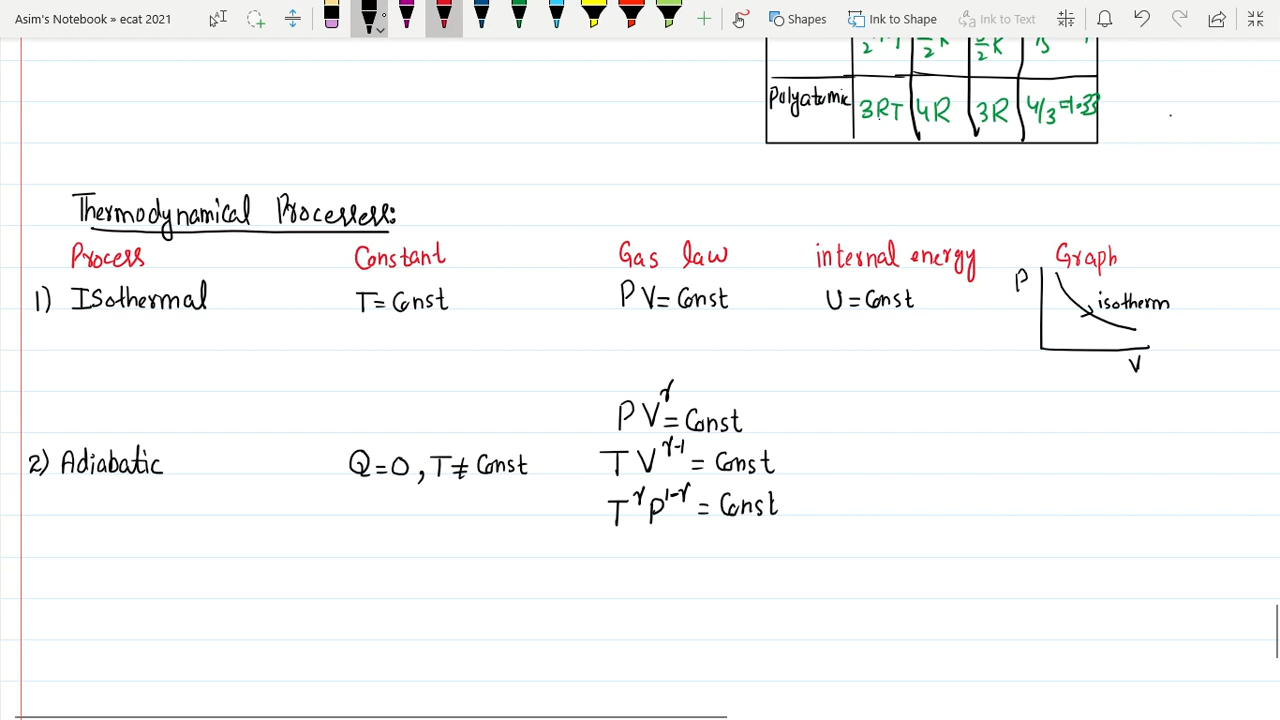 Asim's Notebook » ecat 2021
Shapes Ink to Shape Ink to Text
Polyatomic 3RT 4R 3R 4/3=1.33
Thermodynamical Processess:
Process Constant Gas law internal energy Graph
1) Isothermal T=Const PV=Const U=Const
P isotherm
V
PV^γ=Const
2) Adiabatic Q=0, T≠Const TV^γ-1=Const
T^γP^1-γ=Const